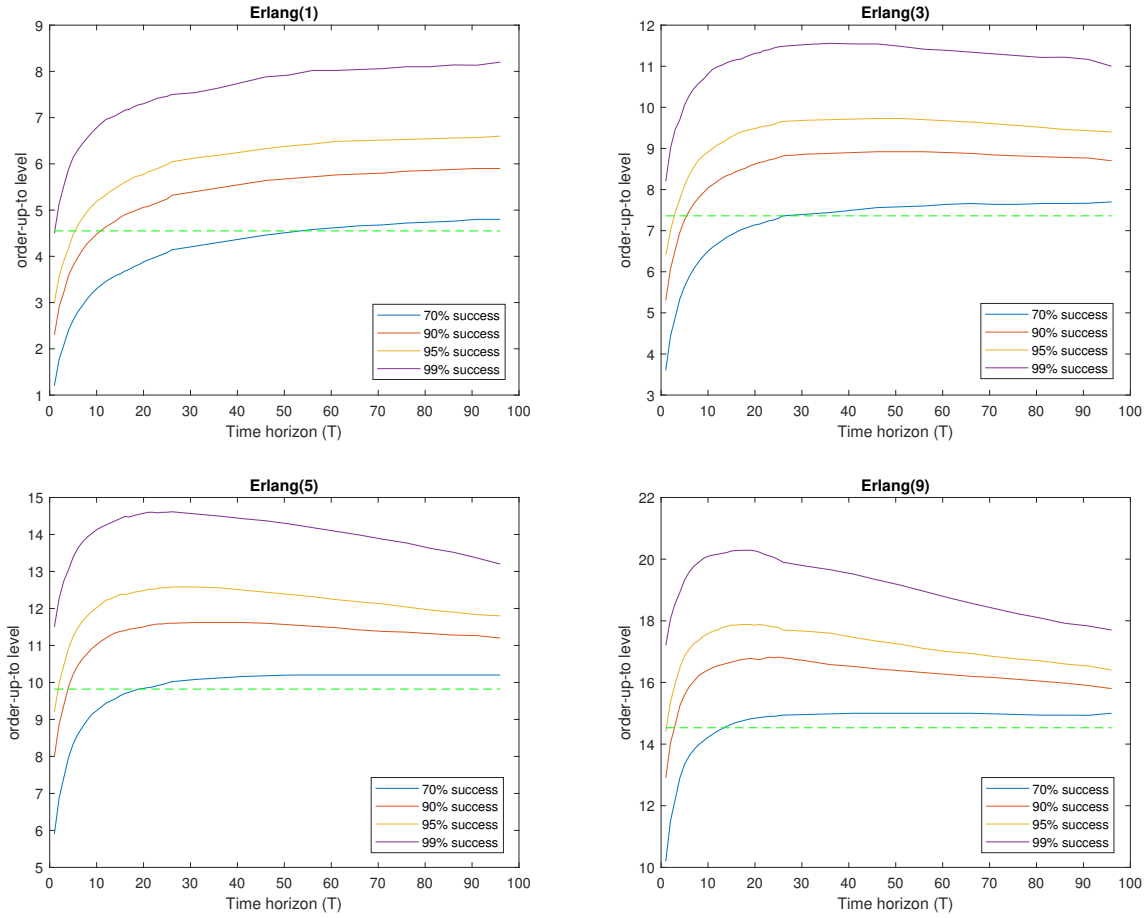 Erlang(1)
9
8
7
6
5
4
3
2
1
order-up-to level
70% success
90% success
95% success
99% success
0 10 20 30 40 50 60 70 80 90 100
Time horizon (T)
Erlang(3)
12
11
10
9
8
7
6
5
4
3
order-up-to level
70% success
90% success
95% success
99% success
0 10 20 30 40 50 60 70 80 90 100
Time horizon (T)
Erlang(5)
15
14
13
12
11
10
9
8
7
6
5
order-up-to level
70% success
90% success
95% success
99% success
0 10 20 30 40 50 60 70 80 90 100
Time horizon (T)
Erlang(9)
22
20
18
16
14
12
10
order-up-to level
70% success
90% success
95% success
99% success
0 10 20 30 40 50 60 70 80 90 100
Time horizon (T)